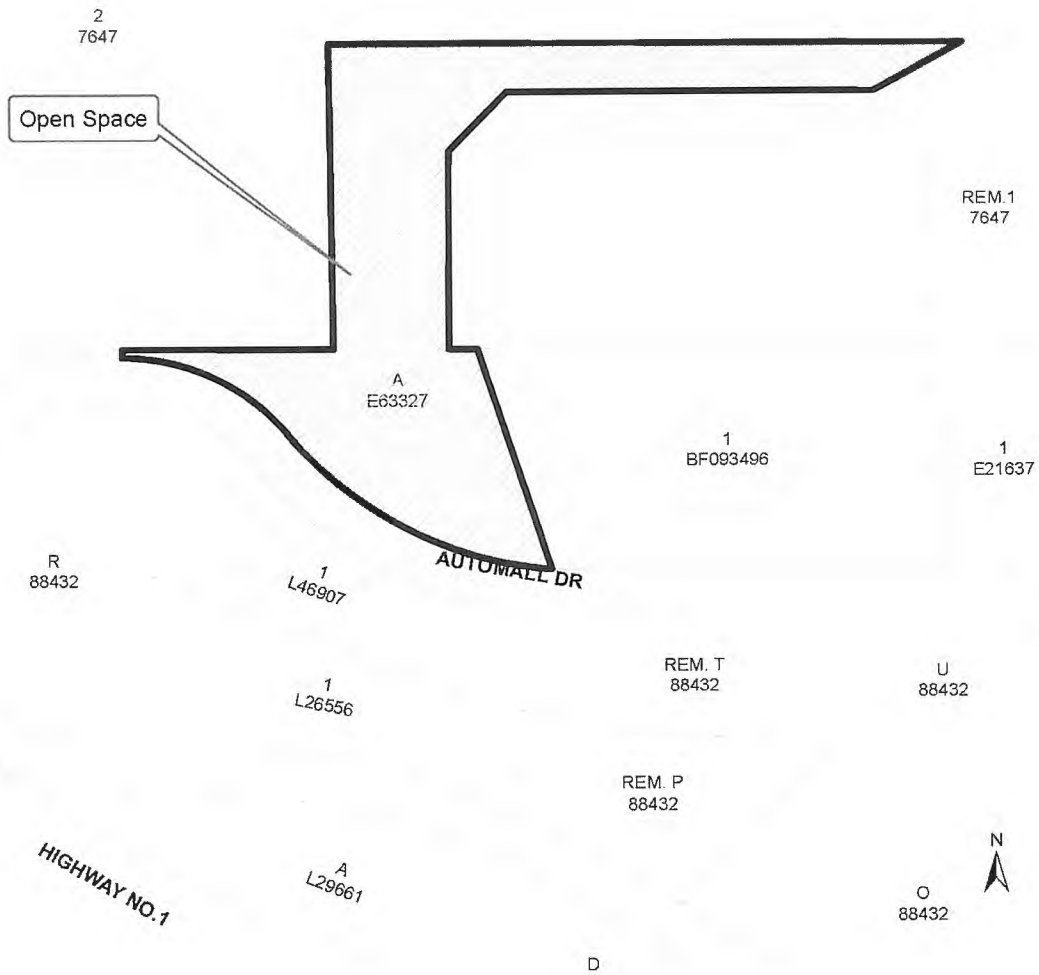 2
7647
Open Space
REM.1
7647
A
E63327
1
BF093496
1
E21637
R
88432
1
L46907
AUTOMALL DR
1
L26556
REM. T
88432
U
88432
REM. P
88432
HIGHWAY NO.1
A
L29661
N
O
88432
D